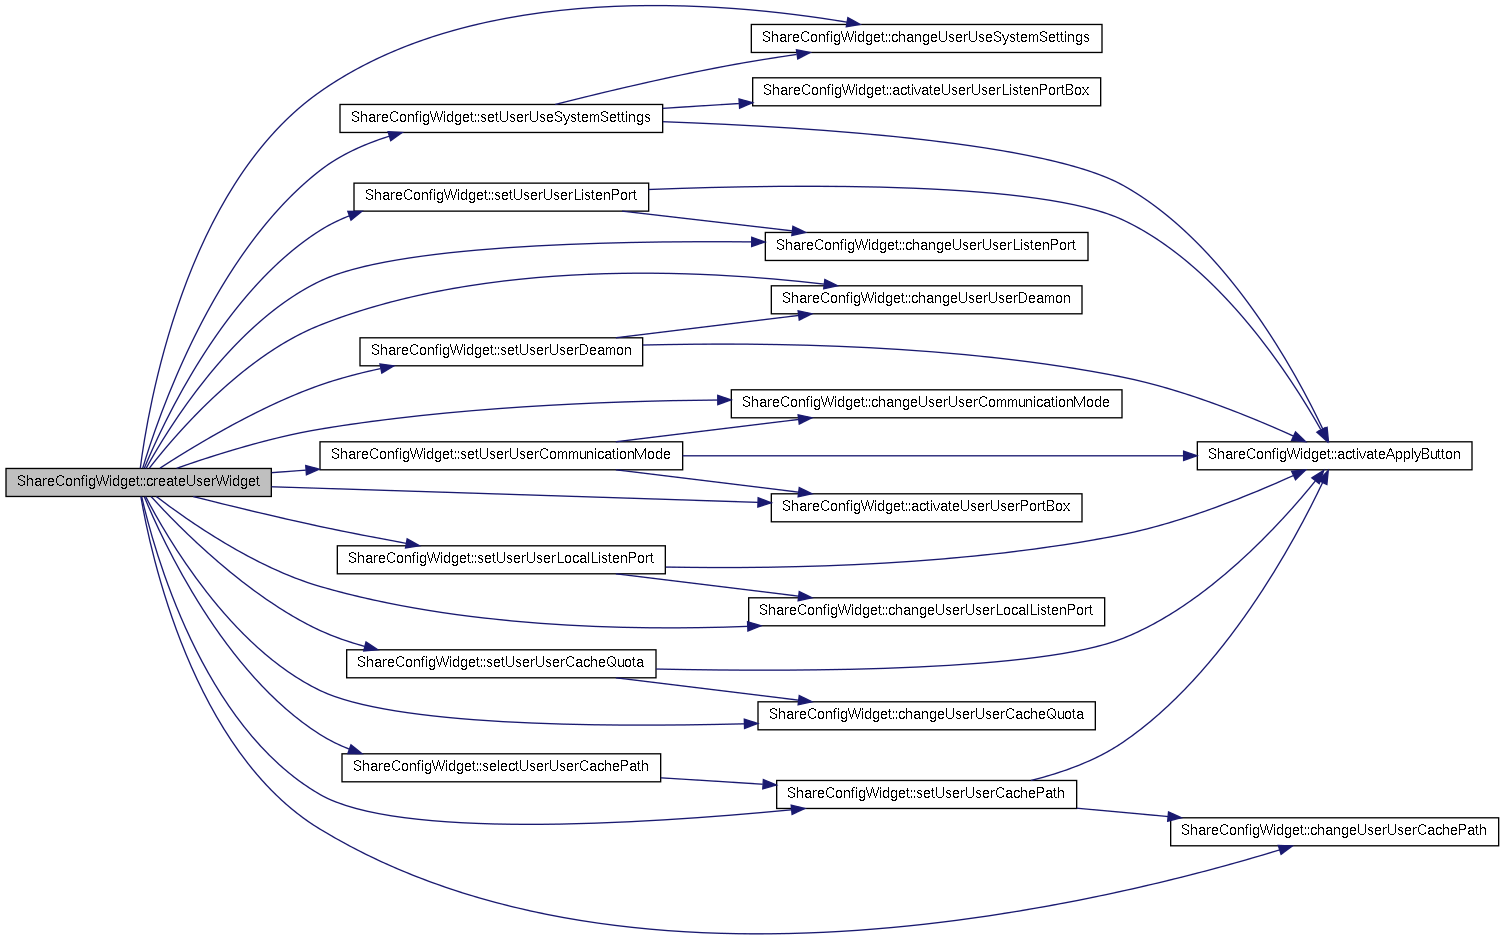 ShareConfigWidget::changeUserUseSystemSettings
ShareConfigWidget::activateUserUserListenPortBox
ShareConfigWidget::setUserUseSystemSettings
ShareConfigWidget::setUserUserListenPort
ShareConfigWidget::changeUserUserListenPort
ShareConfigWidget::changeUserUserDeamon
ShareConfigWidget::setUserUserDeamon
ShareConfigWidget::changeUserUserCommunicationMode
ShareConfigWidget::setUserUserCommunicationMode
ShareConfigWidget::activateApplyButton
ShareConfigWidget::createUserWidget
ShareConfigWidget::activateUserUserPortBox
ShareConfigWidget::setUserUserLocalListenPort
ShareConfigWidget::changeUserUserLocalListenPort
ShareConfigWidget::setUserUserCacheQuota
ShareConfigWidget::changeUserUserCacheQuota
ShareConfigWidget::selectUserUserCachePath
ShareConfigWidget::setUserUserCachePath
ShareConfigWidget::changeUserUserCachePath